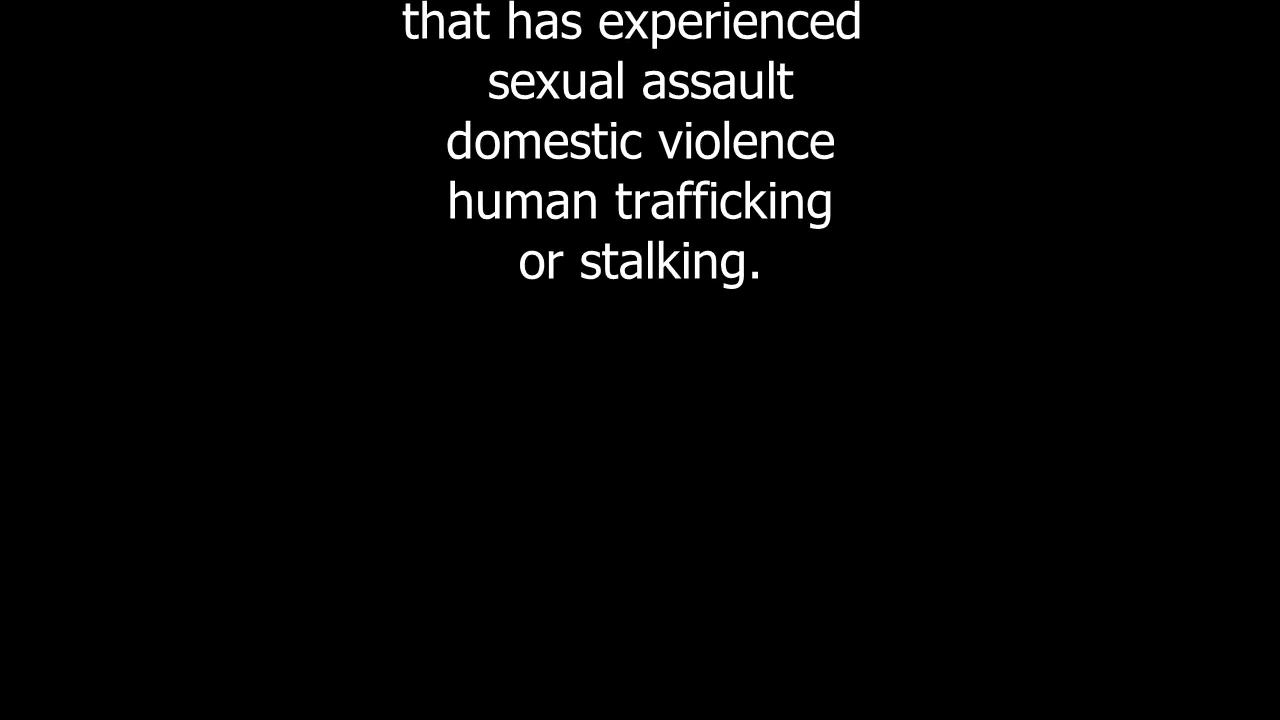 that has experienced
sexual assault
domestic violence
human trafficking
or stalking.